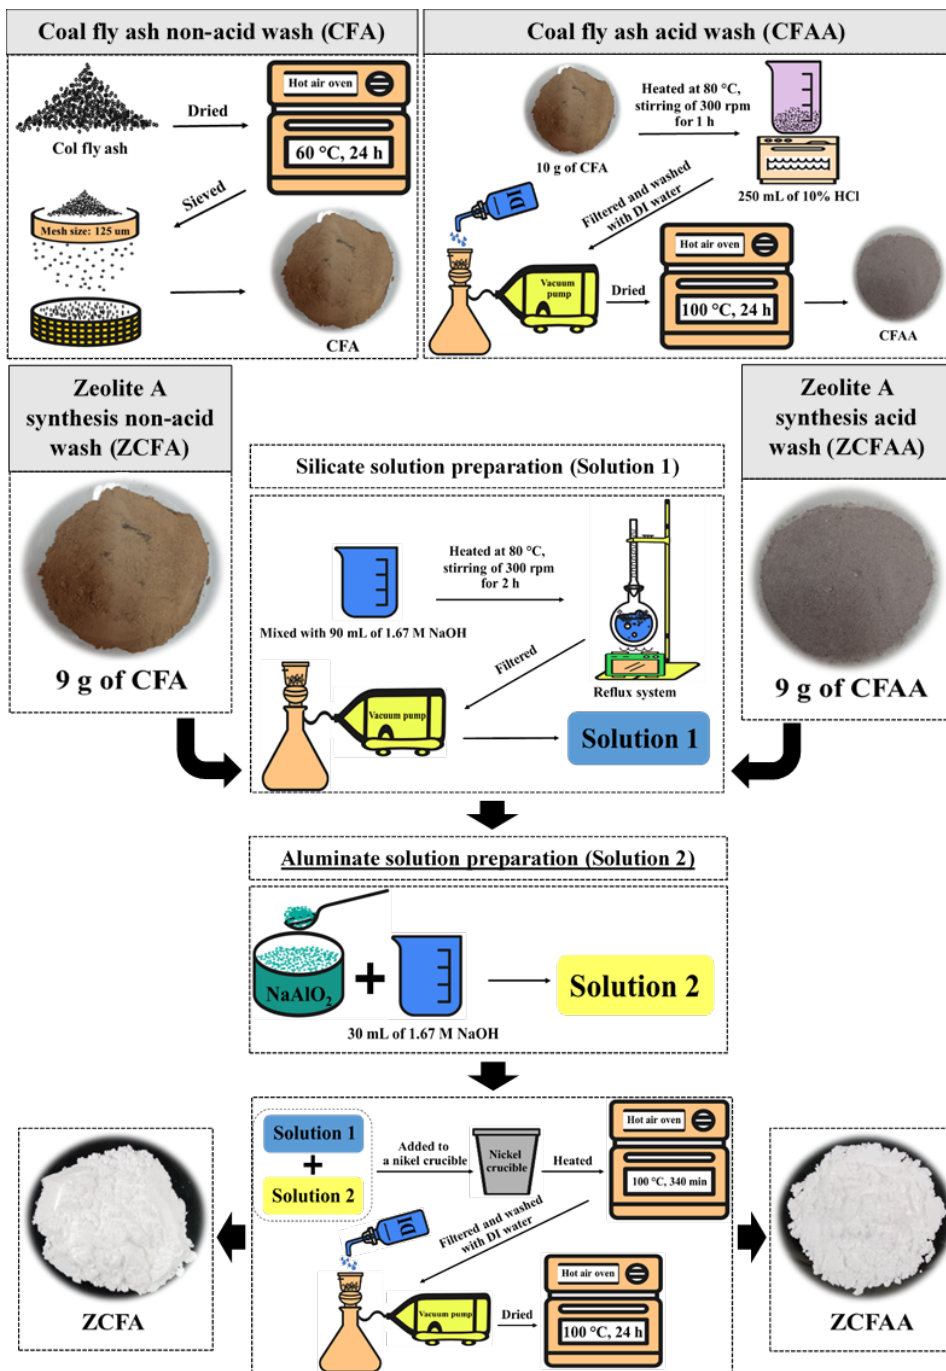 Coal fly ash non-acid wash (CFA)
Col fly ash
Dried
Hot air oven
60 °C, 24 h
Sieved
Mesh size: 125 um
CFA
Coal fly ash acid wash (CFAA)
10 g of CFA
Heated at 80 °C,
stirring of 300 rpm
for 1 h
250 mL of 10% HCl
Filtered and washed
with DI water
DI
Vacuum
pump
Dried
Hot air oven
100 °C, 24 h
CFAA
Zeolite A
synthesis non-acid
wash (ZCFA)
9 g of CFA
Zeolite A
synthesis acid
wash (ZCFAA)
9 g of CFAA
Silicate solution preparation (Solution 1)
Mixed with 90 mL of 1.67 M NaOH
Heated at 80 °C,
stirring of 300 rpm
for 2 h
Reflux system
Filtered
Vacuum pump
Solution 1
Aluminate solution preparation (Solution 2)
NaAlO₂
+
30 mL of 1.67 M NaOH
Solution 2
Solution 1
+
Solution 2
Added to
a nikel crucible
Nickel
crucible
Heated
Hot air oven
100 °C, 340 min
Filtered and washed
with DI water
DI
Vacuum pump
Dried
Hot air oven
100 °C, 24 h
ZCFA
ZCFAA